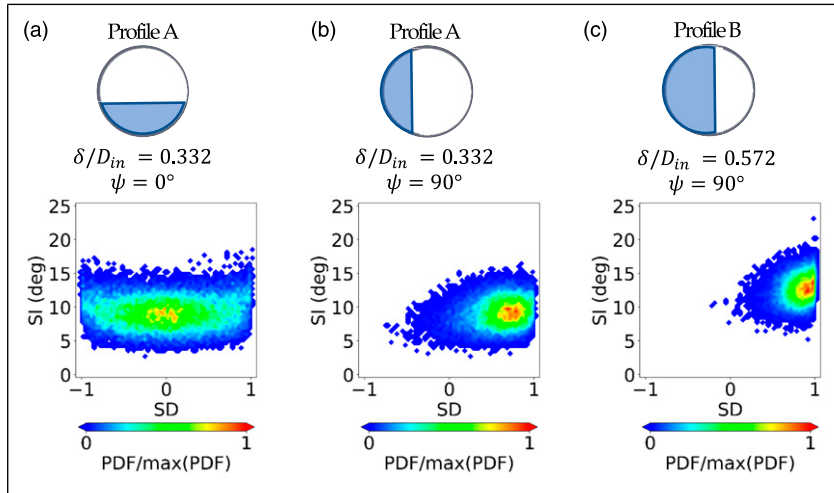 (a) Profile A
δ/D_in = 0.332
ψ = 0°
25
20
15
10
5
0
SI (deg)
−1 0 1
SD
0 1
PDF/max(PDF)
(b) Profile A
δ/D_in = 0.332
ψ = 90°
25
20
15
10
5
0
SI (deg)
−1 0 1
SD
0 1
PDF/max(PDF)
(c) Profile B
δ/D_in = 0.572
ψ = 90°
25
20
15
10
5
0
SI (deg)
−1 0 1
SD
0 1
PDF/max(PDF)